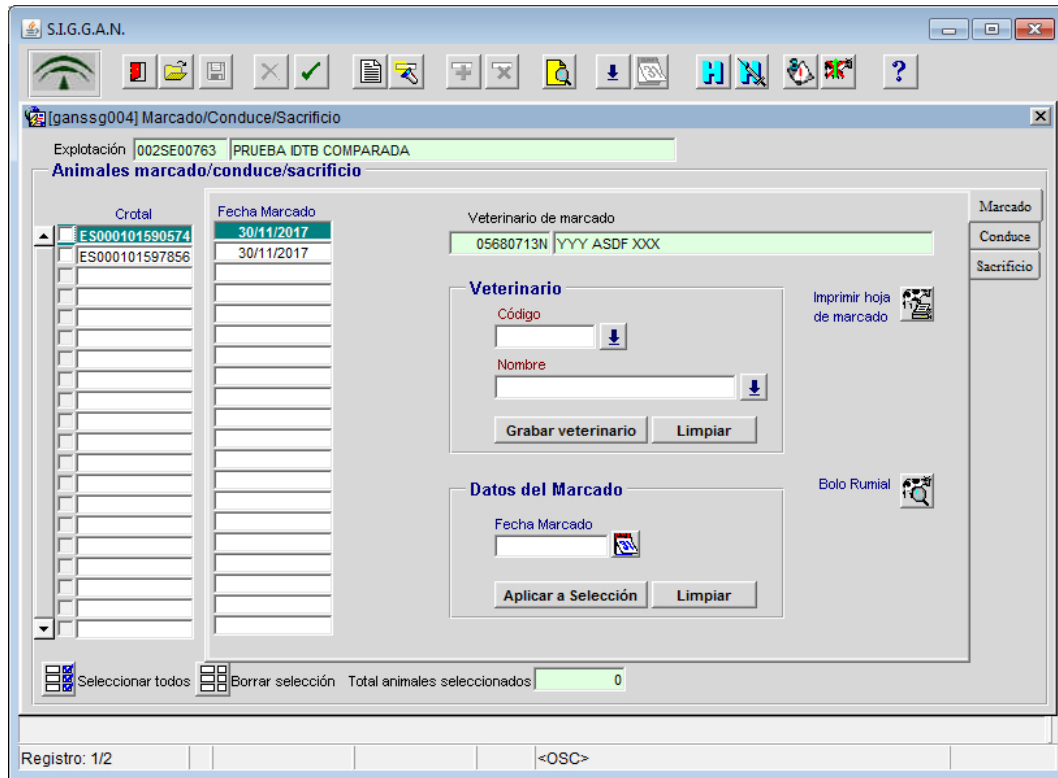 S.I.G.G.A.N.
[ganssg004] Marcado/Conduce/Sacrificio
Explotación 002SE00763 PRUEBA IDTB COMPARADA
Animales marcado/conduce/sacrificio
Crotal Fecha Marcado
ES000101590574 30/11/2017
ES000101597856 30/11/2017
Veterinario de marcado
05680713N YYY ASDF XXX
Veterinario
Código
Nombre
Grabar veterinario Limpiar
Datos del Marcado
Fecha Marcado
Aplicar a Selección Limpiar
Imprimir hoja
de marcado
Bolo Rumial
Marcado
Conduce
Sacrificio
Seleccionar todos Borrar selección Total animales seleccionados 0
Registro: 1/2 <OSC>